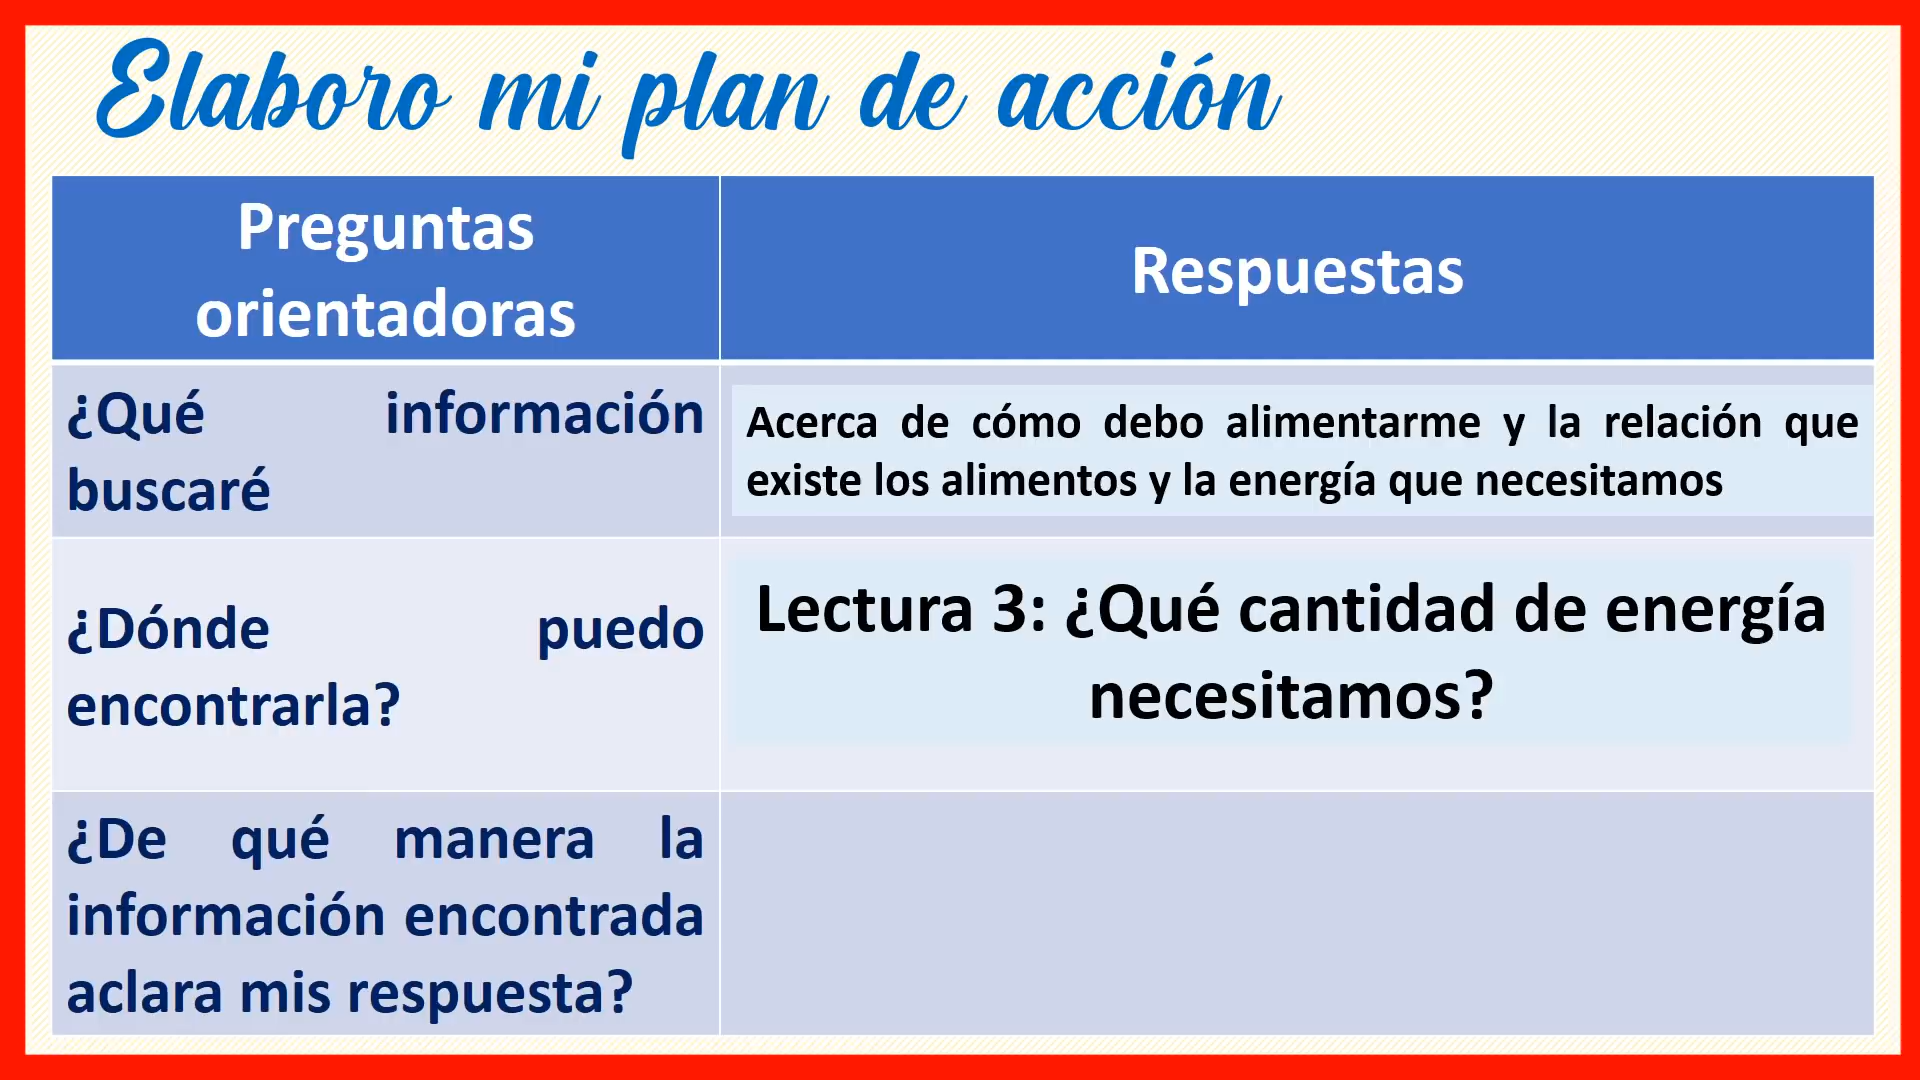 Elaboro mi plan de acción
Preguntas
orientadoras
Respuestas
¿Qué información
buscaré
Acerca de cómo debo alimentarme y la relación que
existe los alimentos y la energía que necesitamos
¿Dónde puedo
encontrarla?
Lectura 3: ¿Qué cantidad de energía
necesitamos?
¿De qué manera la
información encontrada
aclara mis respuesta?